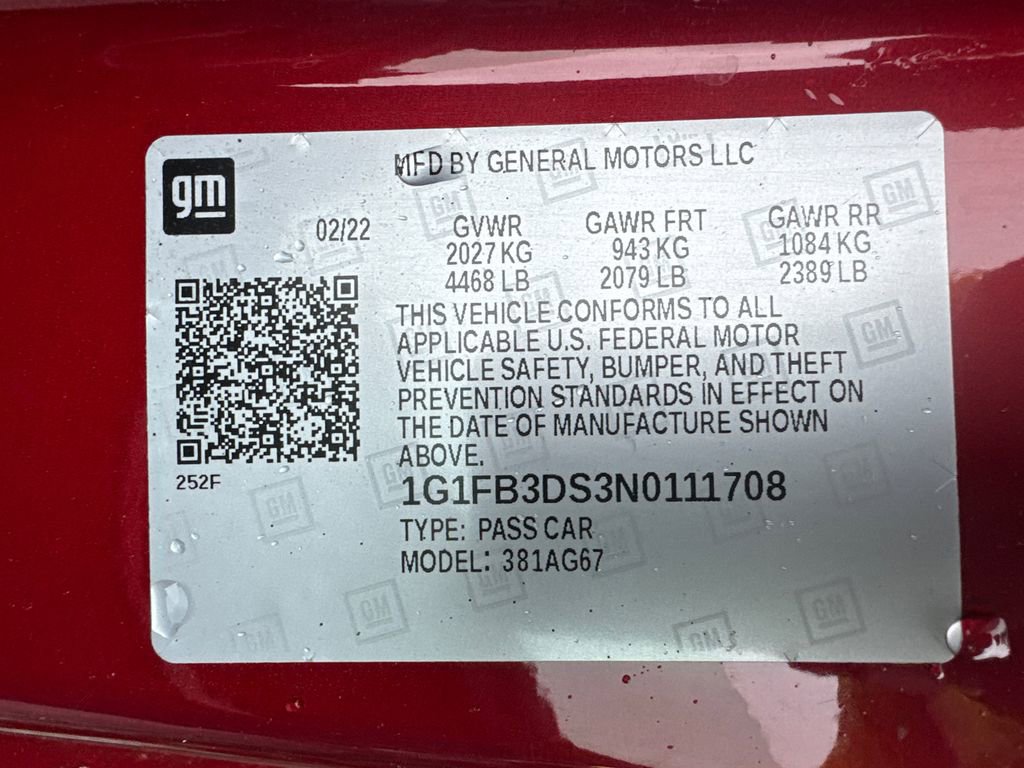 gm
MFD BY GENERAL MOTORS LLC
02/22 GVWR GAWR FRT GAWR RR
2027 KG 943 KG 1084 KG
4468 LB 2079 LB 2389 LB
THIS VEHICLE CONFORMS TO ALL
APPLICABLE U.S. FEDERAL MOTOR
VEHICLE SAFETY, BUMPER, AND THEFT
PREVENTION STANDARDS IN EFFECT ON
THE DATE OF MANUFACTURE SHOWN
ABOVE.
252F
1G1FB3DS3N0111708
TYPE: PASS CAR
MODEL: 381AG67